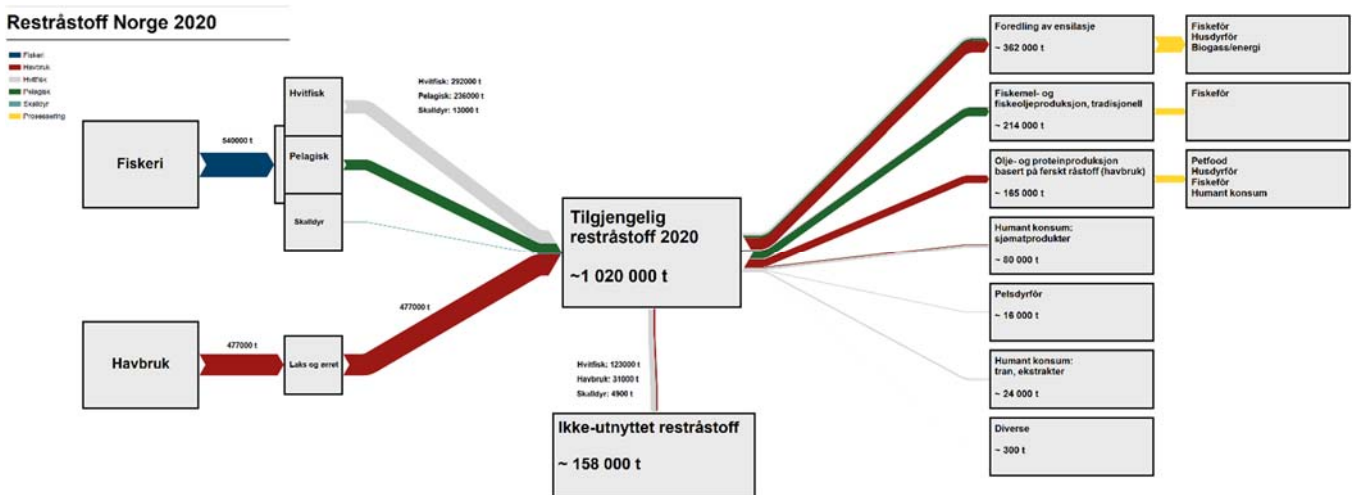 Restråstoff Norge 2020
Fiskeri
Havbruk
Hvitfisk
Pelagisk
Skalldyr
Prosessering
Fiskeri
540000 t
Hvitfisk
Pelagisk
Skalldyr
Hvitfisk: 292000 t
Pelagisk: 236000 t
Skalldyr: 13000 t
Havbruk
477000 t
Laks og ørret
477000 t
Tilgjengelig
restråstoff 2020
~1 020 000 t
Hvitfisk: 123000 t
Havbruk: 31000 t
Skalldyr: 4900 t
Ikke-utnyttet restråstoff
~ 158 000 t
Foredling av ensilasje
~ 362 000 t
Fiskefôr
Husdyrfôr
Biogass/energi
Fiskemel- og
fiskeoljeproduksjon, tradisjonell
~ 214 000 t
Fiskefôr
Olje- og proteinproduksjon
basert på ferskt råstoff (havbruk)
~ 165 000 t
Petfood
Husdyrfôr
Fiskefôr
Humant konsum
Humant konsum:
sjømatprodukter
~ 80 000 t
Pelsdyrfôr
~ 16 000 t
Humant konsum:
tran, ekstrakter
~ 24 000 t
Diverse
~ 300 t